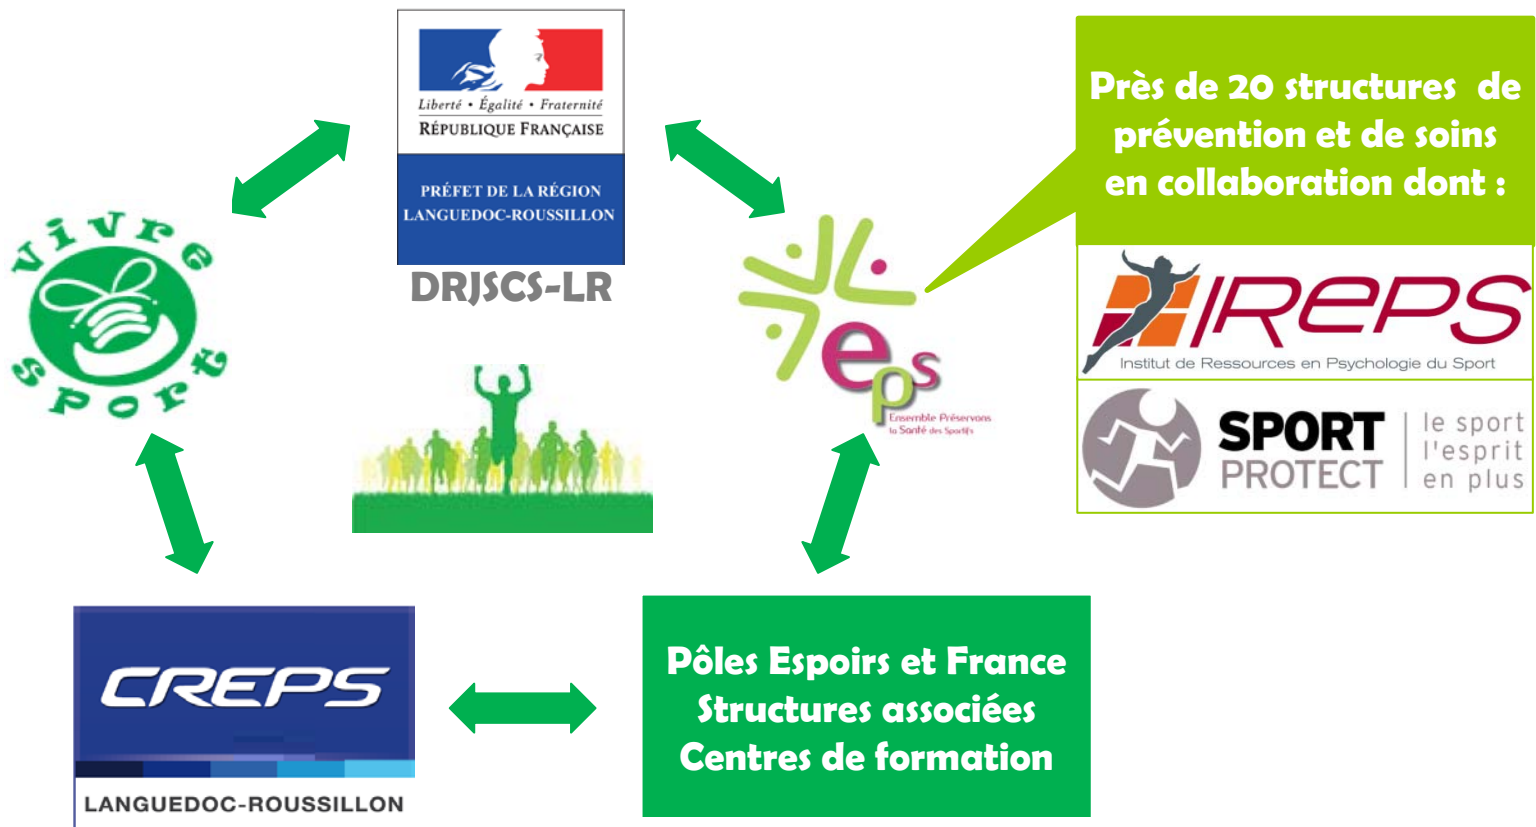 Liberté • Égalité • Fraternité
RÉPUBLIQUE FRANÇAISE
PRÉFET DE LA RÉGION
LANGUEDOC-ROUSSILLON
DRJSCS-LR
vivre
sport
eps
Ensemble Préservons
la Santé des Sportifs
Près de 20 structures de
prévention et de soins
en collaboration dont :
IREPS
Institut de Ressources en Psychologie du Sport
SPORT
PROTECT
le sport
l'esprit
en plus
CREPS
LANGUEDOC-ROUSSILLON
Pôles Espoirs et France
Structures associées
Centres de formation